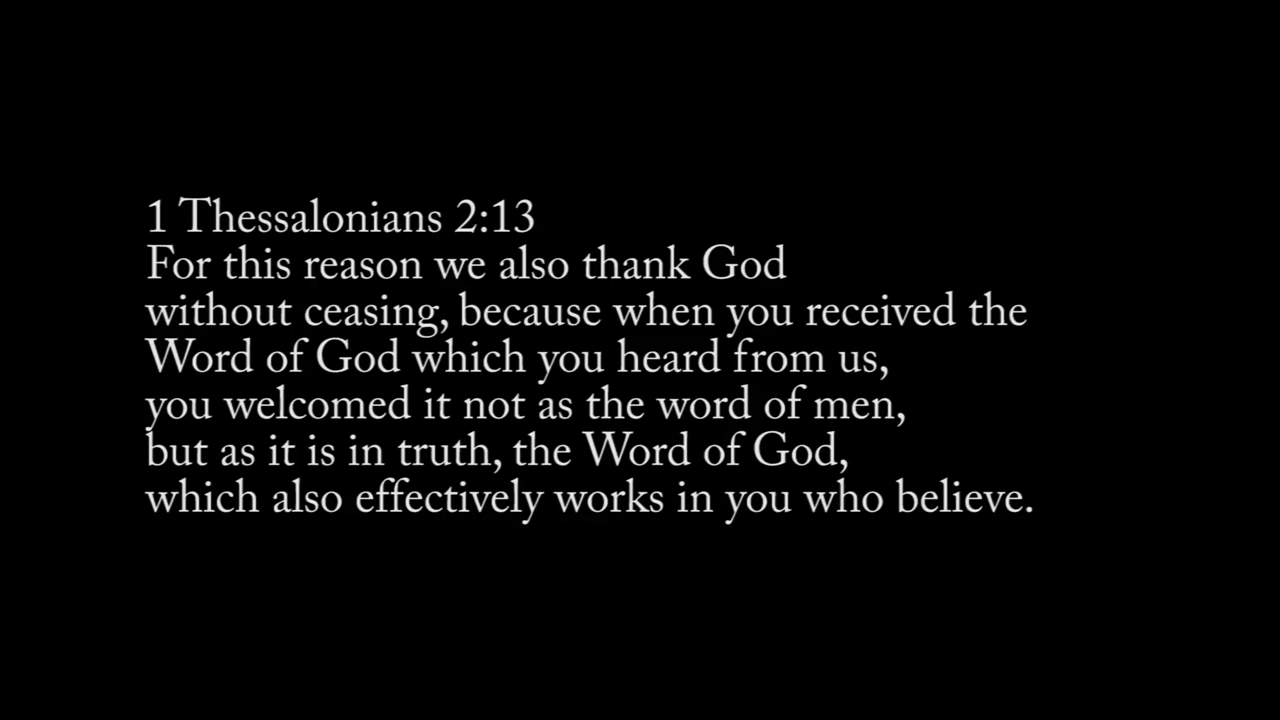 1 Thessalonians 2:13
For this reason we also thank God
without ceasing, because when you received the
Word of God which you heard from us,
you welcomed it not as the word of men,
but as it is in truth, the Word of God,
which also effectively works in you who believe.